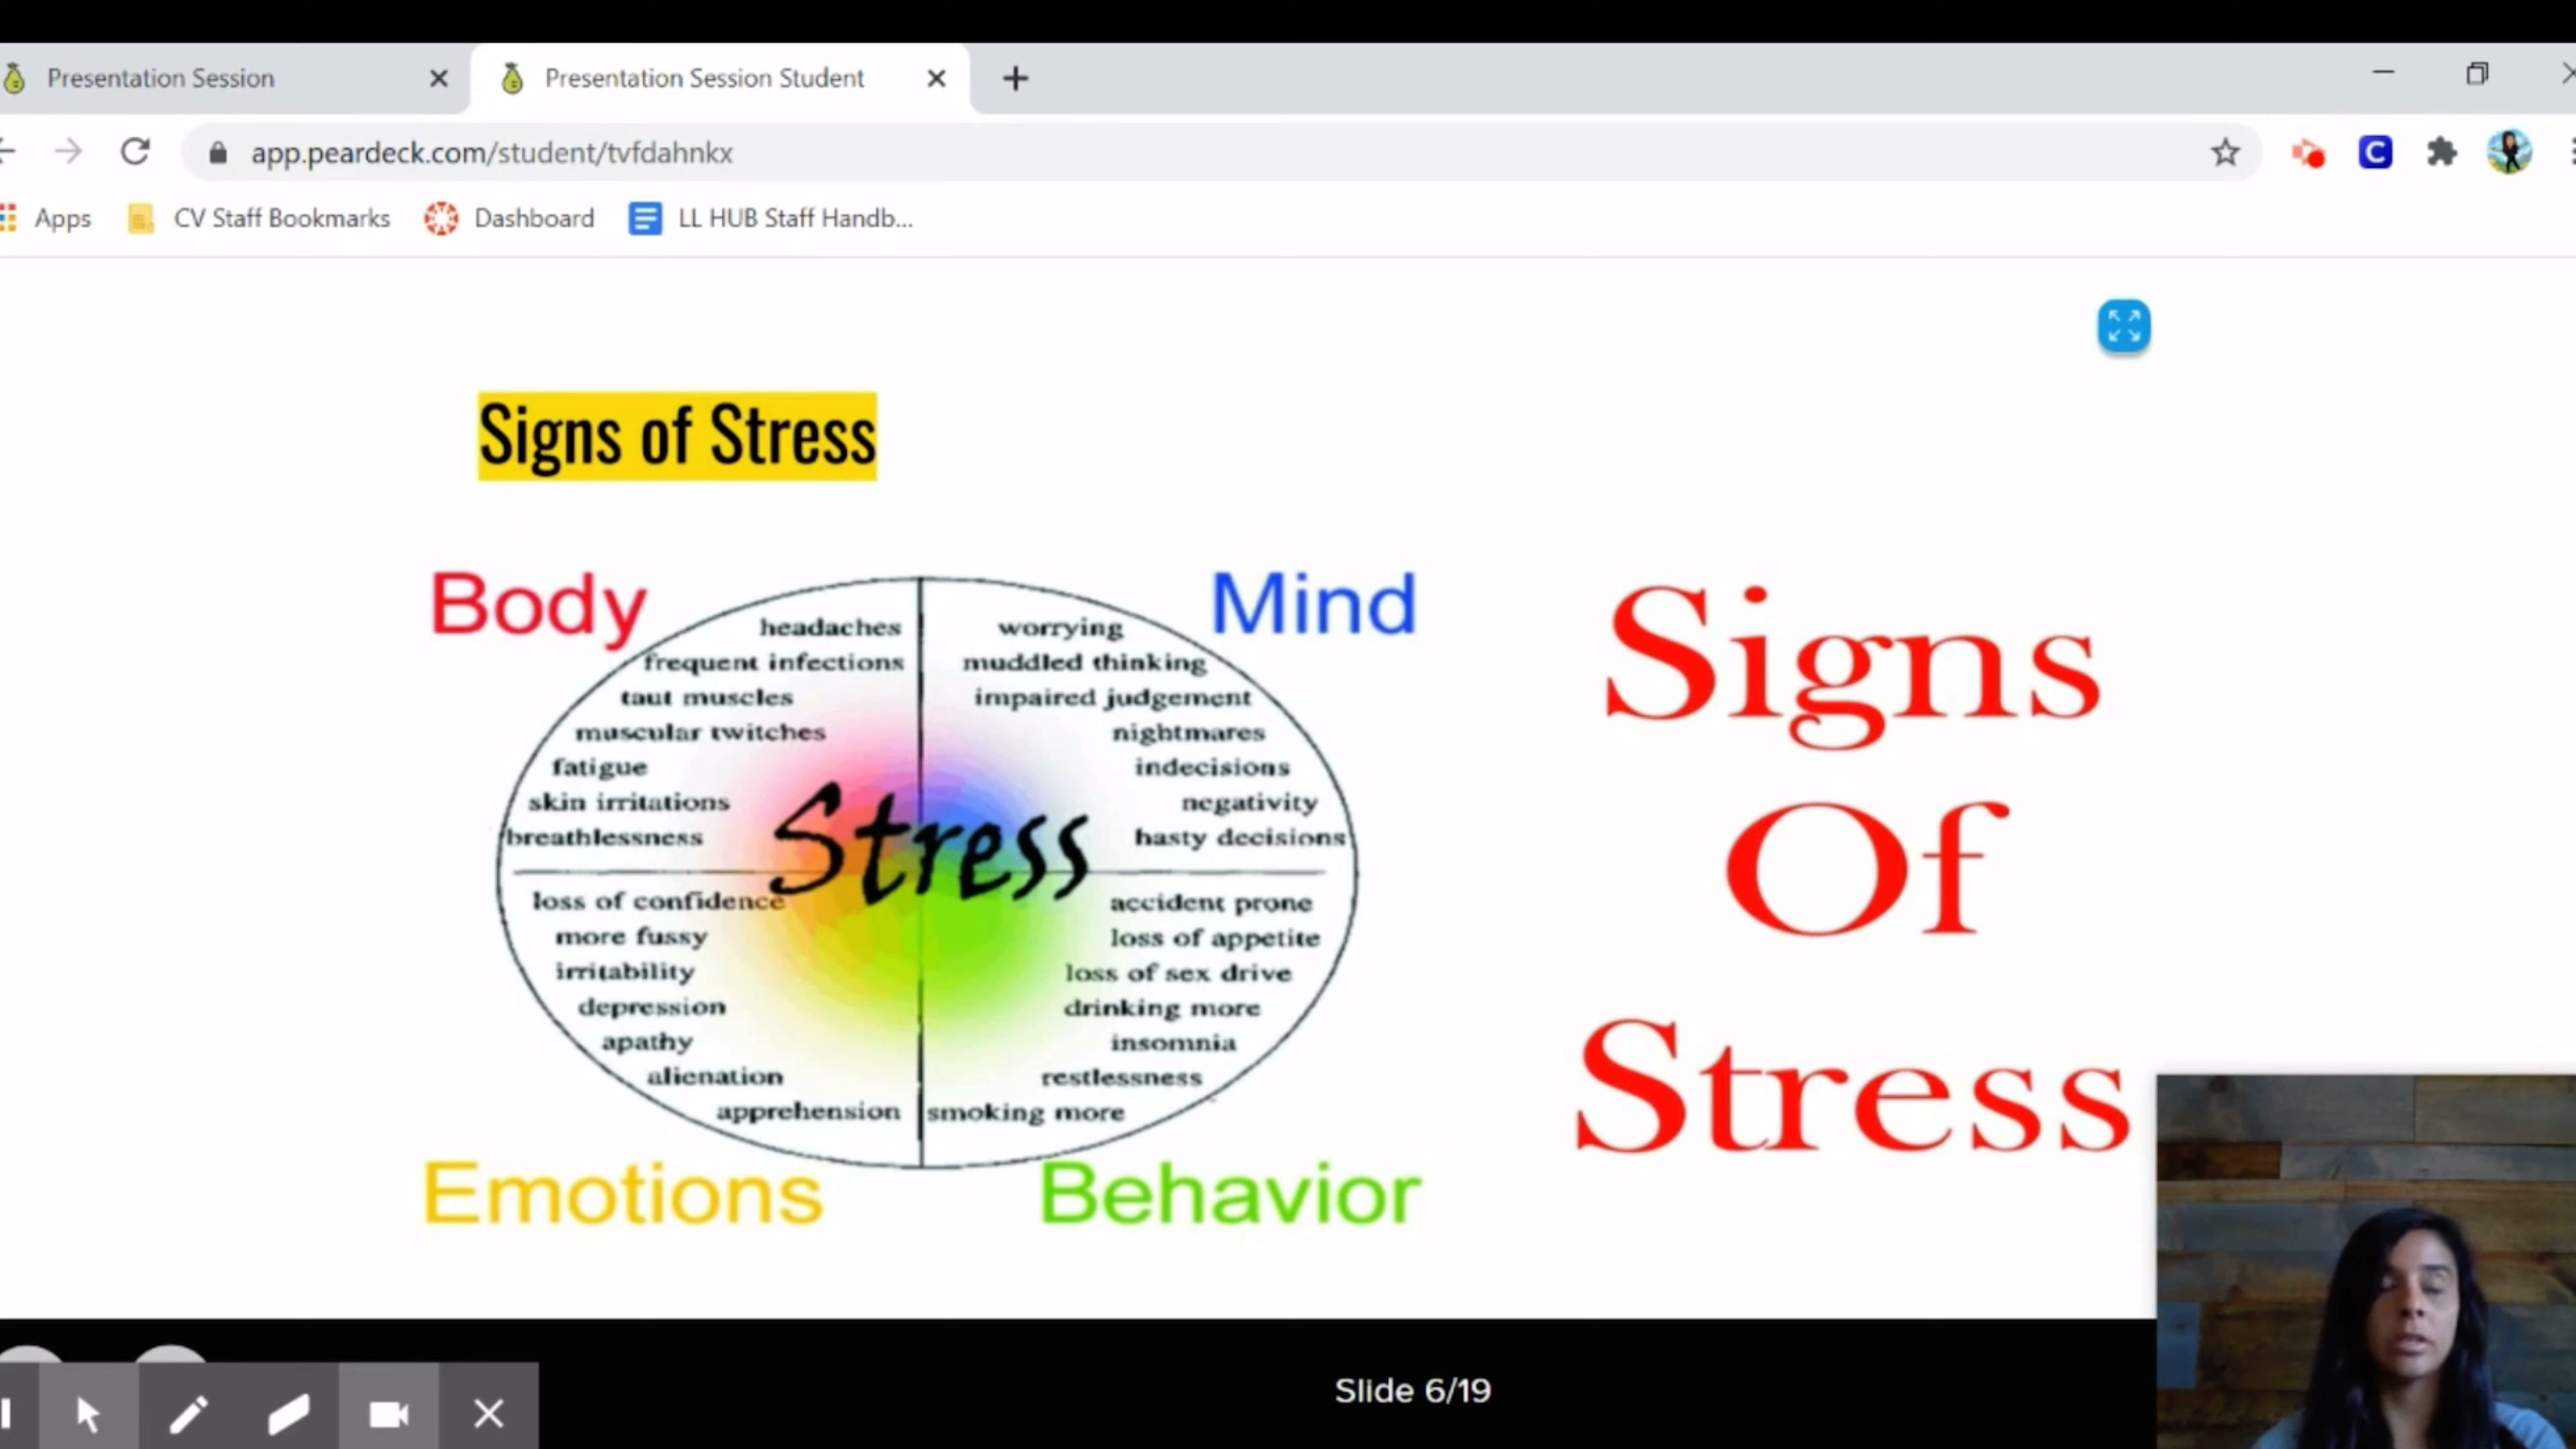 Presentation Session
Presentation Session Student
app.peardeck.com/student/tvfdahnkx
C
Apps
CV Staff Bookmarks
Dashboard
LL HUB Staff Handb...
Signs of Stress
Body
Mind
headaches
frequent infections
taut muscles
muscular twitches
fatigue
skin irritations
breathlessness
worrying
muddled thinking
impaired judgement
nightmares
indecisions
negativity
hasty decisions
Stress
loss of confidence
more fussy
irritability
depression
apathy
alienation
apprehension
accident prone
loss of appetite
loss of sex drive
drinking more
insomnia
restlessness
smoking more
Emotions
Behavior
Signs
Of
Stress
Slide 6/19